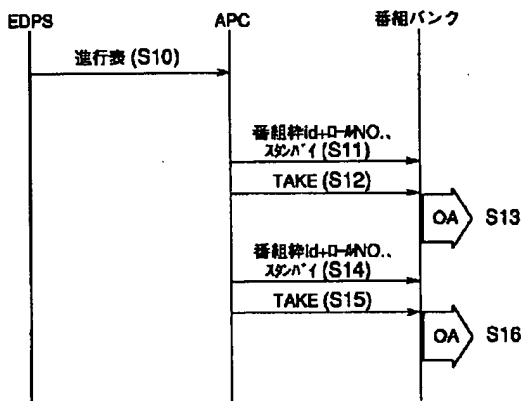 EDPS
APC
番組バンク
進行表 (S10)
番組枠id+ロールNO.、
スタンバイ (S11)
TAKE (S12)
OA
S13
番組枠id+ロールNO.、
スタンバイ (S14)
TAKE (S15)
OA
S16